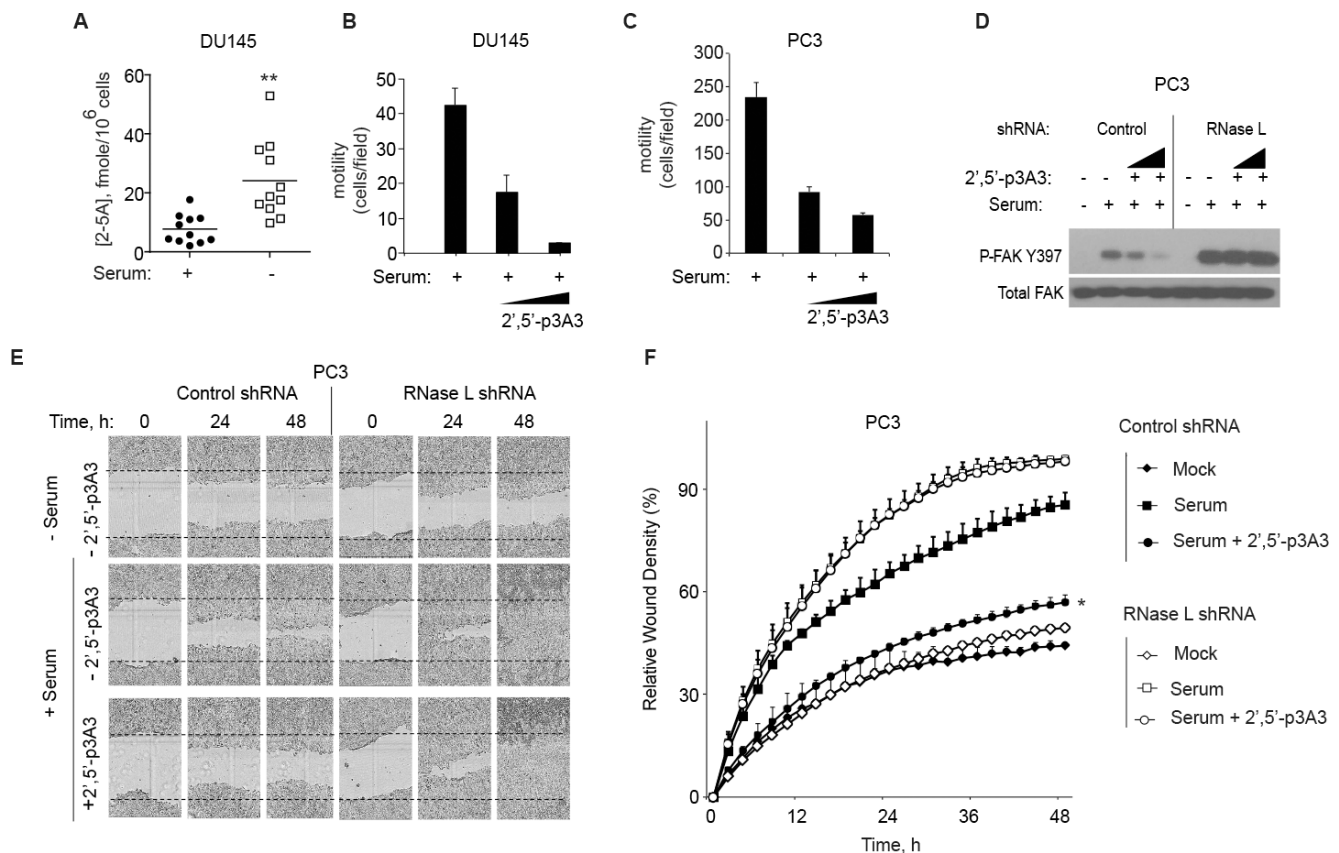 A
DU145
[2-5A], fmole/10^6 cells
60
40
20
0
**
Serum: + -
B
DU145
motility
(cells/field)
50
40
30
20
10
0
Serum: + + +
2',5'-p3A3
C
PC3
motility
(cells/field)
300
250
200
150
100
50
0
Serum: + + +
2',5'-p3A3
D
PC3
shRNA: Control RNase L
2',5'-p3A3: - - + + - - + +
Serum: - + + + - + + +
P-FAK Y397
Total FAK
E
PC3
Control shRNA RNase L shRNA
Time, h: 0 24 48 0 24 48
- Serum
- 2',5'-p3A3
+ Serum
- 2',5'-p3A3
+2',5'-p3A3
F
PC3
Relative Wound Density (%)
90
60
30
0
0 12 24 36 48
Time, h
*
Control shRNA
Mock
Serum
Serum + 2',5'-p3A3
RNase L shRNA
Mock
Serum
Serum + 2',5'-p3A3